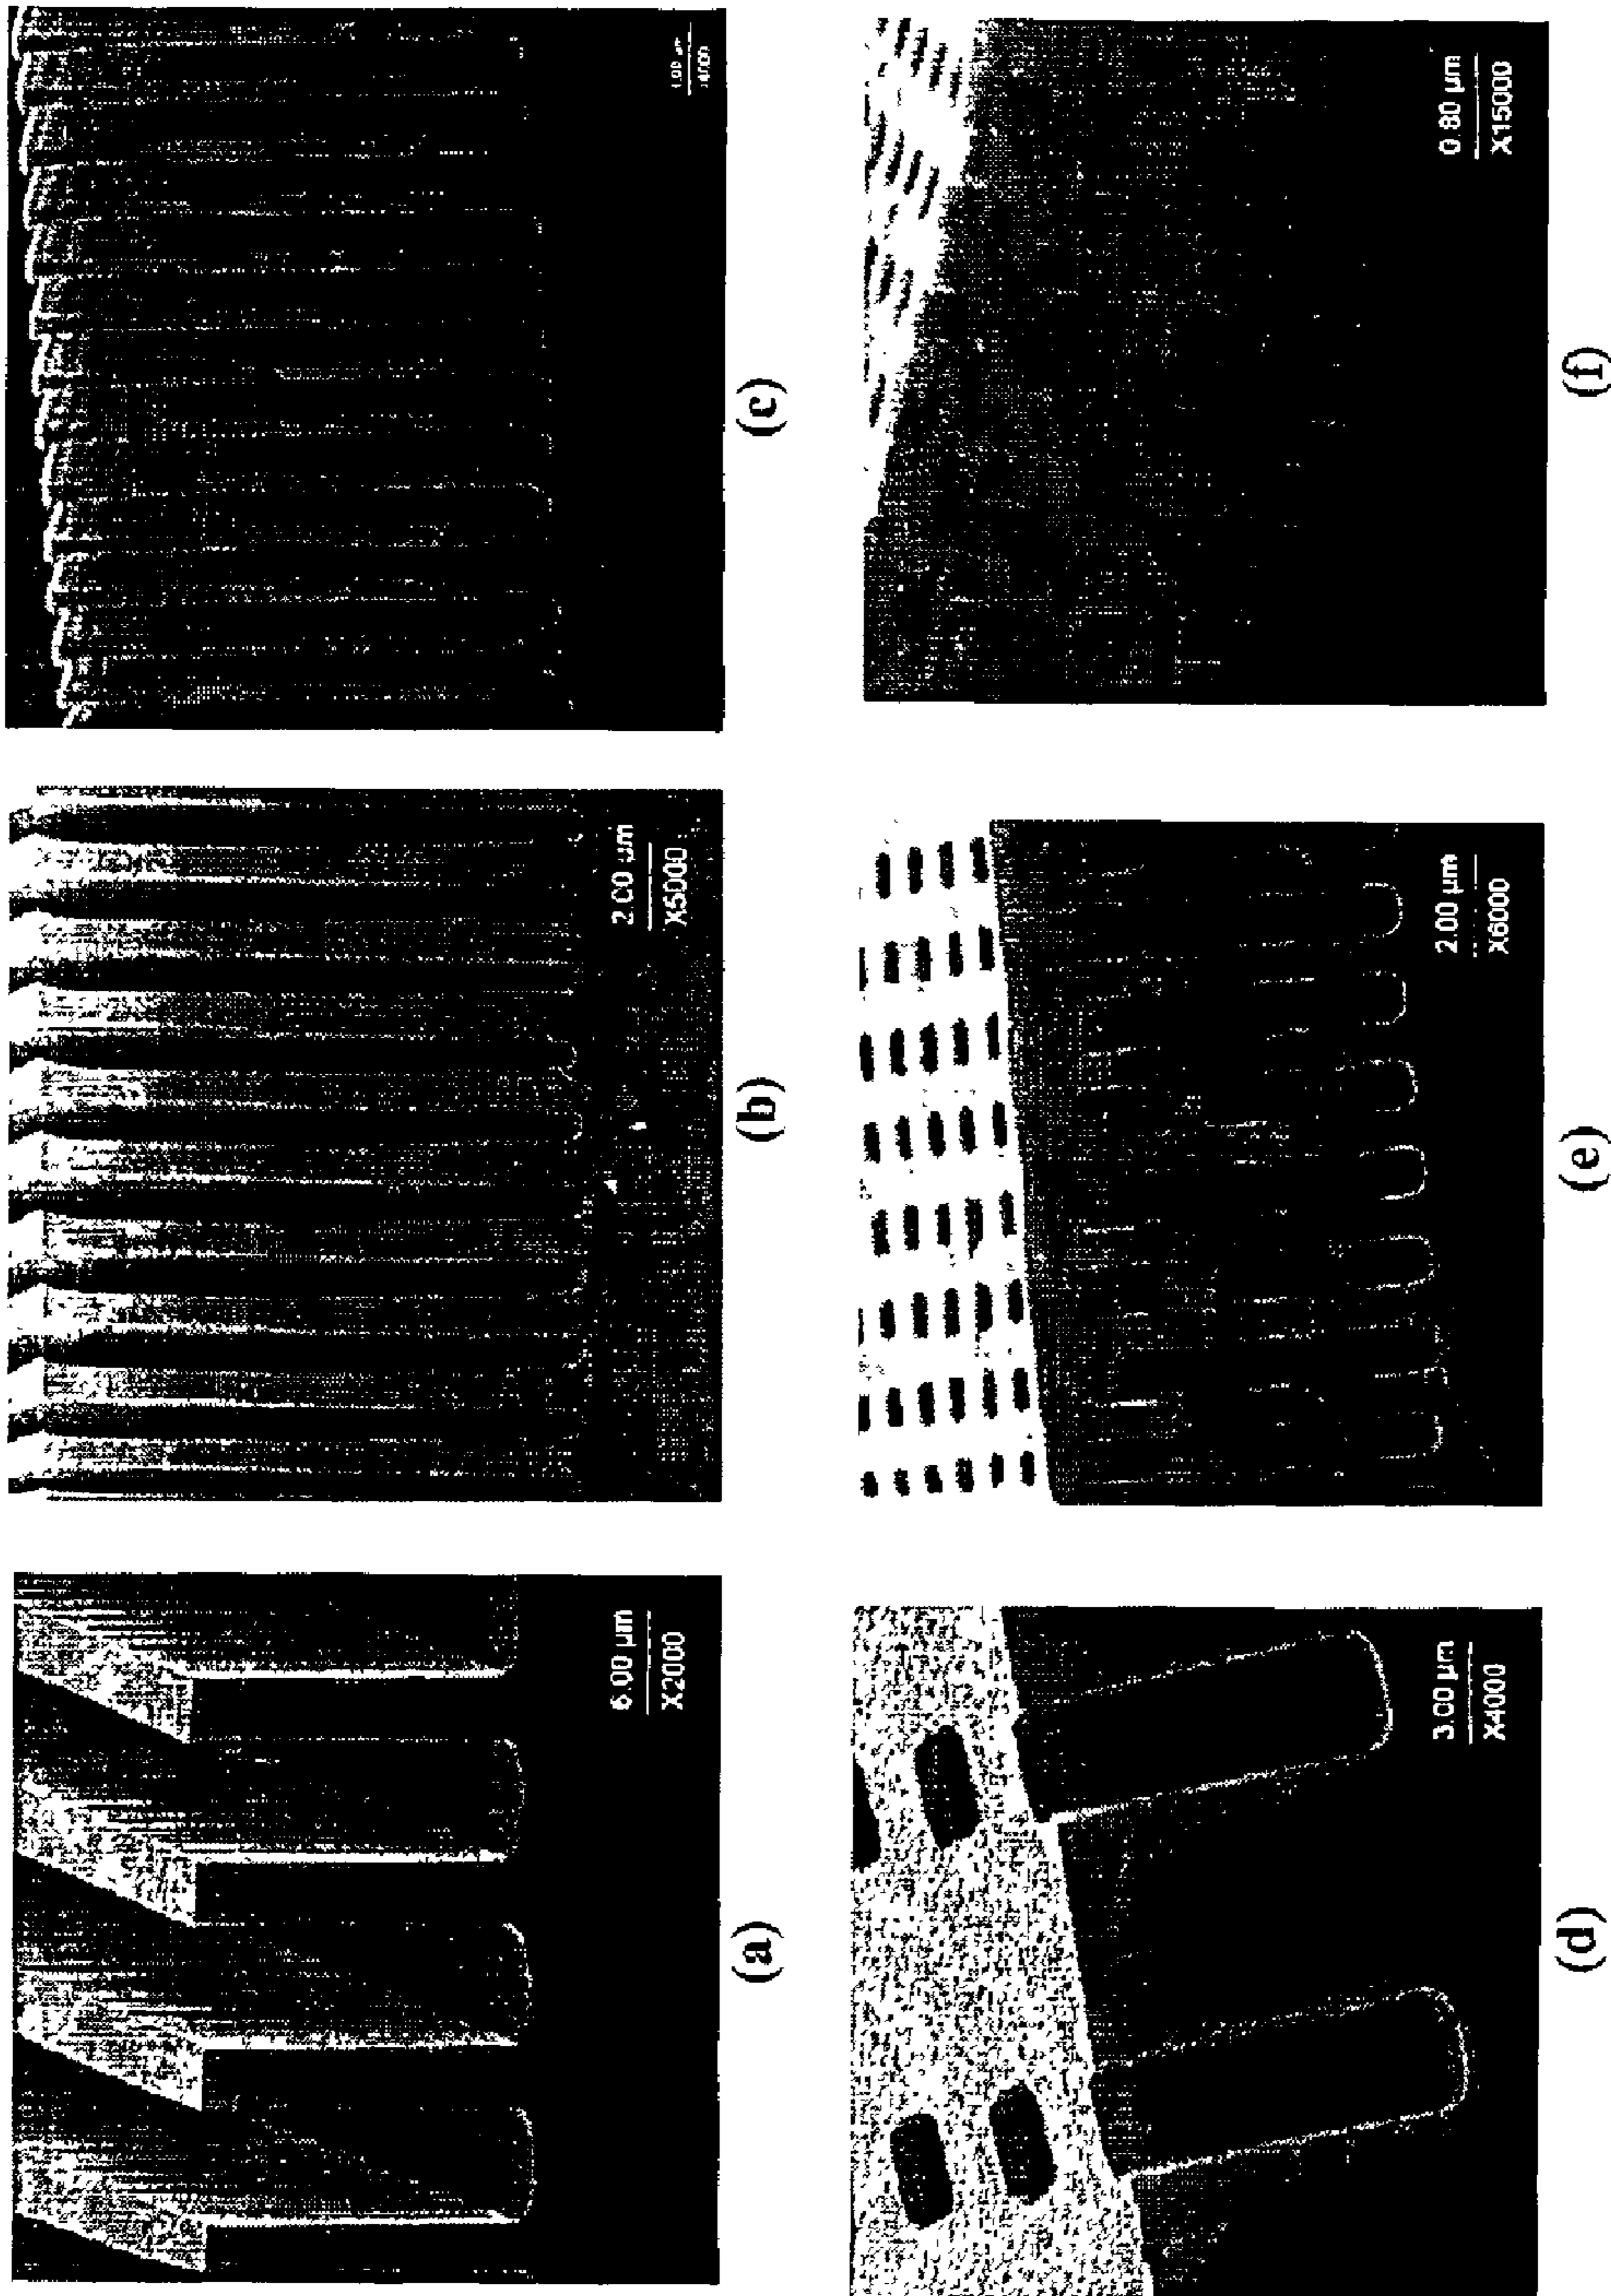 6.00 µm
X2000
(a)
2.00 µm
X5000
(b)
(c)
3.00 µm
X4000
(d)
2.00 µm
X6000
(e)
0.80 µm
X15000
(f)